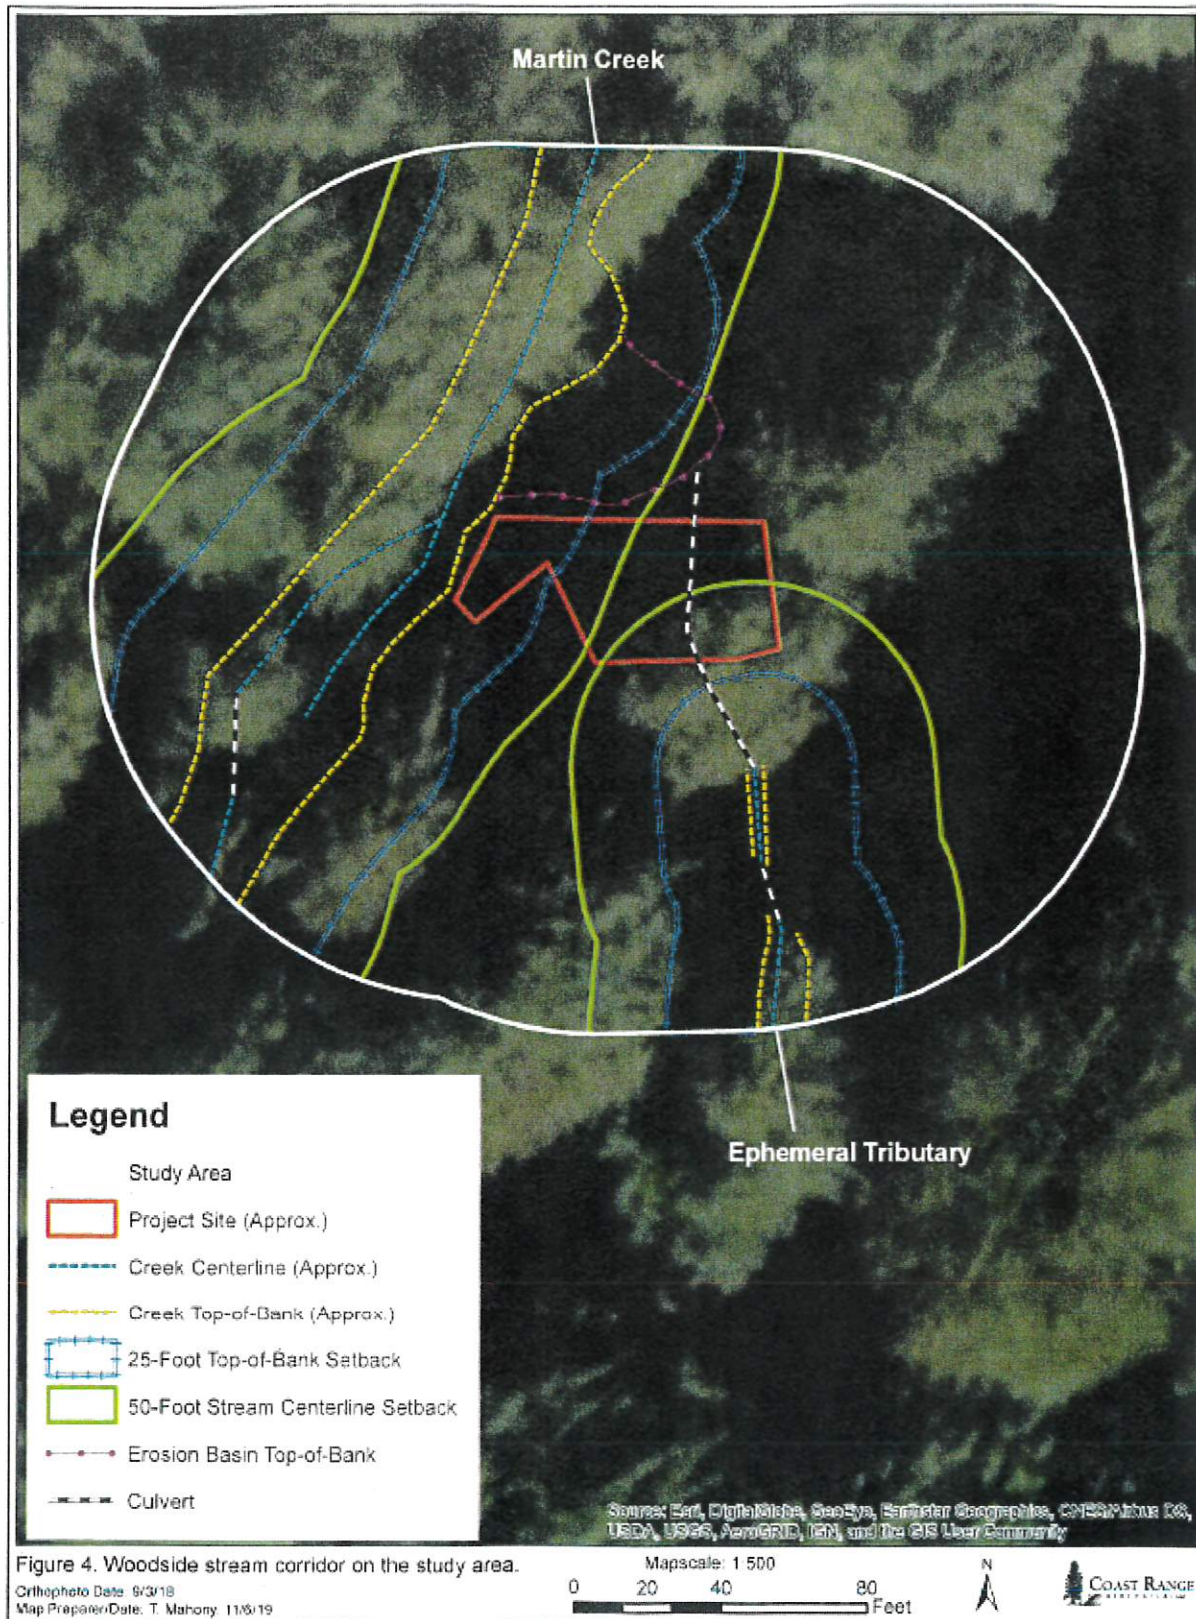 Martin Creek
Ephemeral Tributary
Legend
Study Area
Project Site (Approx.)
Creek Centerline (Approx.)
Creek Top-of-Bank (Approx.)
25-Foot Top-of-Bank Setback
50-Foot Stream Centerline Setback
Erosion Basin Top-of-Bank
Culvert
Source: Esri, DigitalGlobe, GeoEye, Earthstar Geographics, CNES/Airbus DS,
USDA, USGS, AeroGRID, IGN, and the GIS User Community
Figure 4. Woodside stream corridor on the study area.
Orthophoto Date: 9/3/18
Map Preparer/Date: T. Mahony 11/6/19
Mapscale: 1:500
0 20 40 80
Feet
N
COAST RANGE